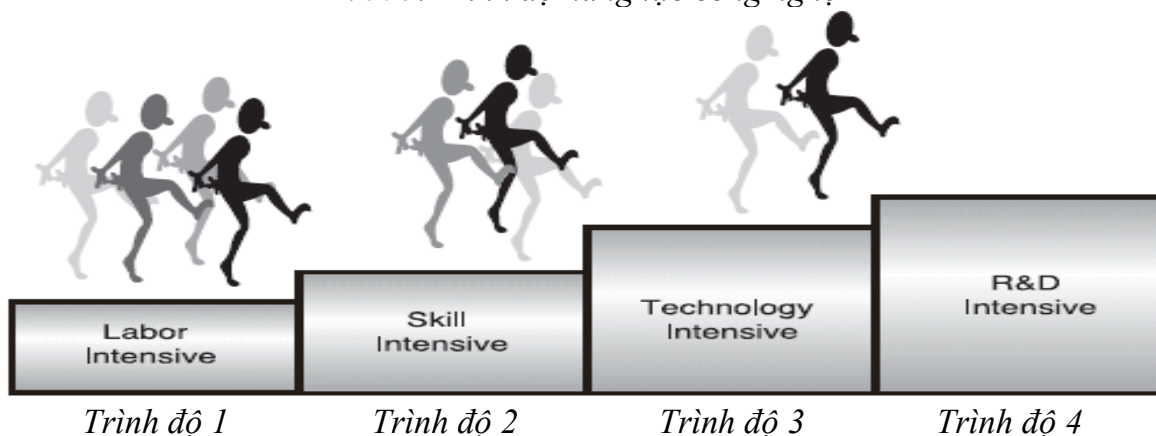 Labor
Intensive
Skill
Intensive
Technology
Intensive
R&D
Intensive
Trình độ 1
Trình độ 2
Trình độ 3
Trình độ 4